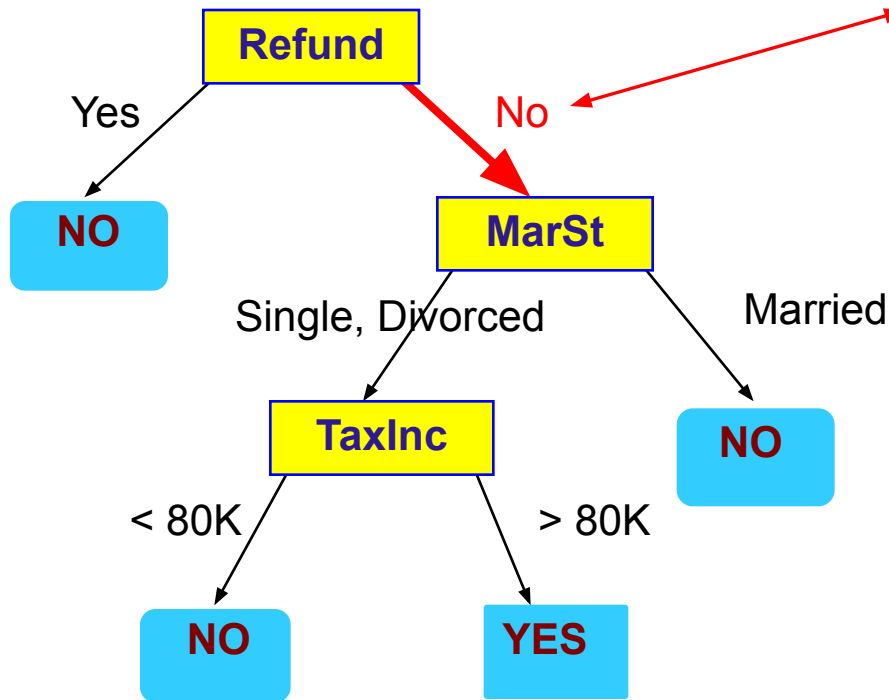 Refund
Yes
No
NO
MarSt
Single, Divorced
Married
TaxInc
NO
< 80K
> 80K
NO
YES